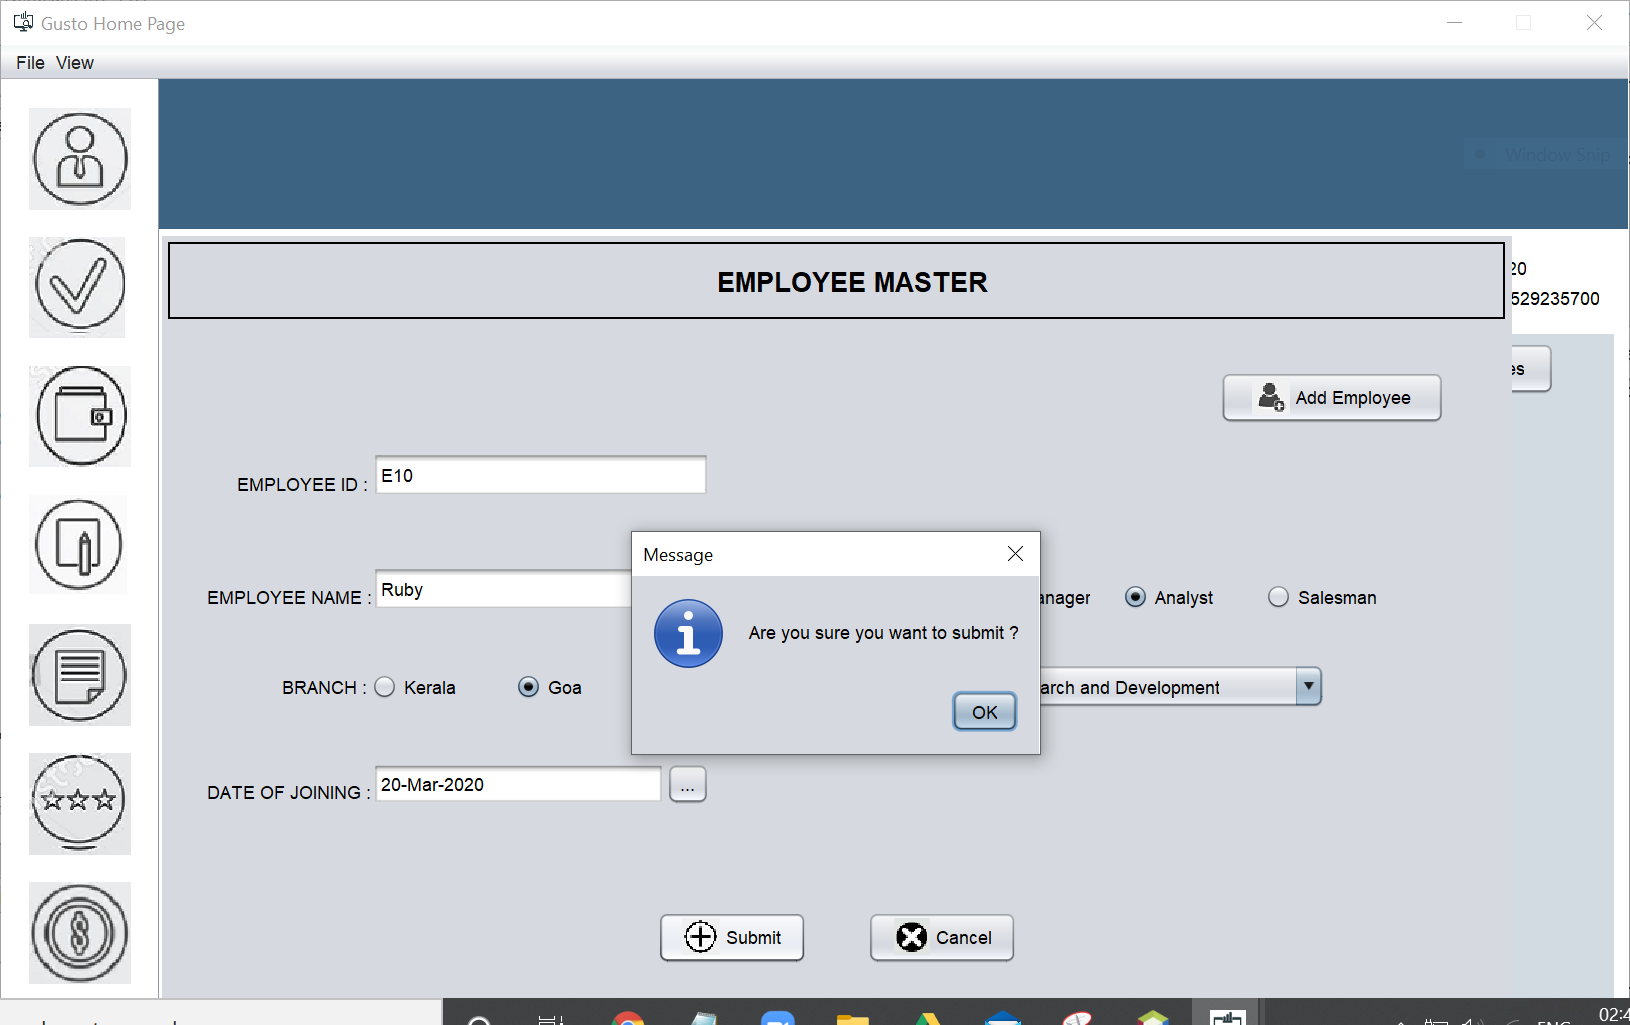 Gusto Home Page
File View
Window Snip
EMPLOYEE MASTER
20
529235700
es
Add Employee
EMPLOYEE ID :
E10
Message
EMPLOYEE NAME :
Ruby
anager
Analyst
Salesman
Are you sure you want to submit ?
BRANCH :
Kerala
Goa
arch and Development
OK
DATE OF JOINING :
20-Mar-2020
...
Submit
Cancel
02:4
ENG